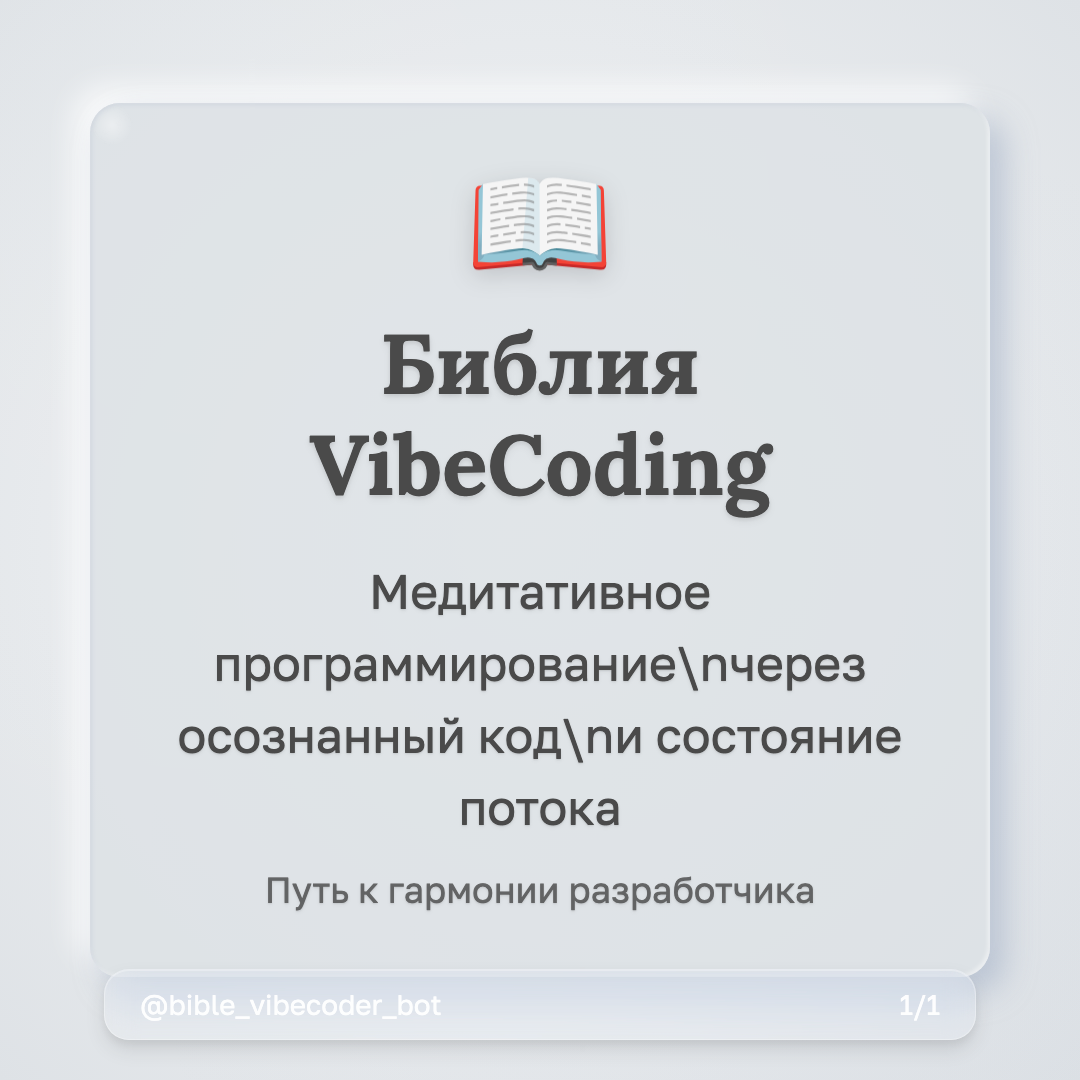 Библия
VibeCoding
Медитативное
программирование\nчерез
осознанный код\nи состояние
потока
Путь к гармонии разработчика
@bible_vibecoder_bot
1/1